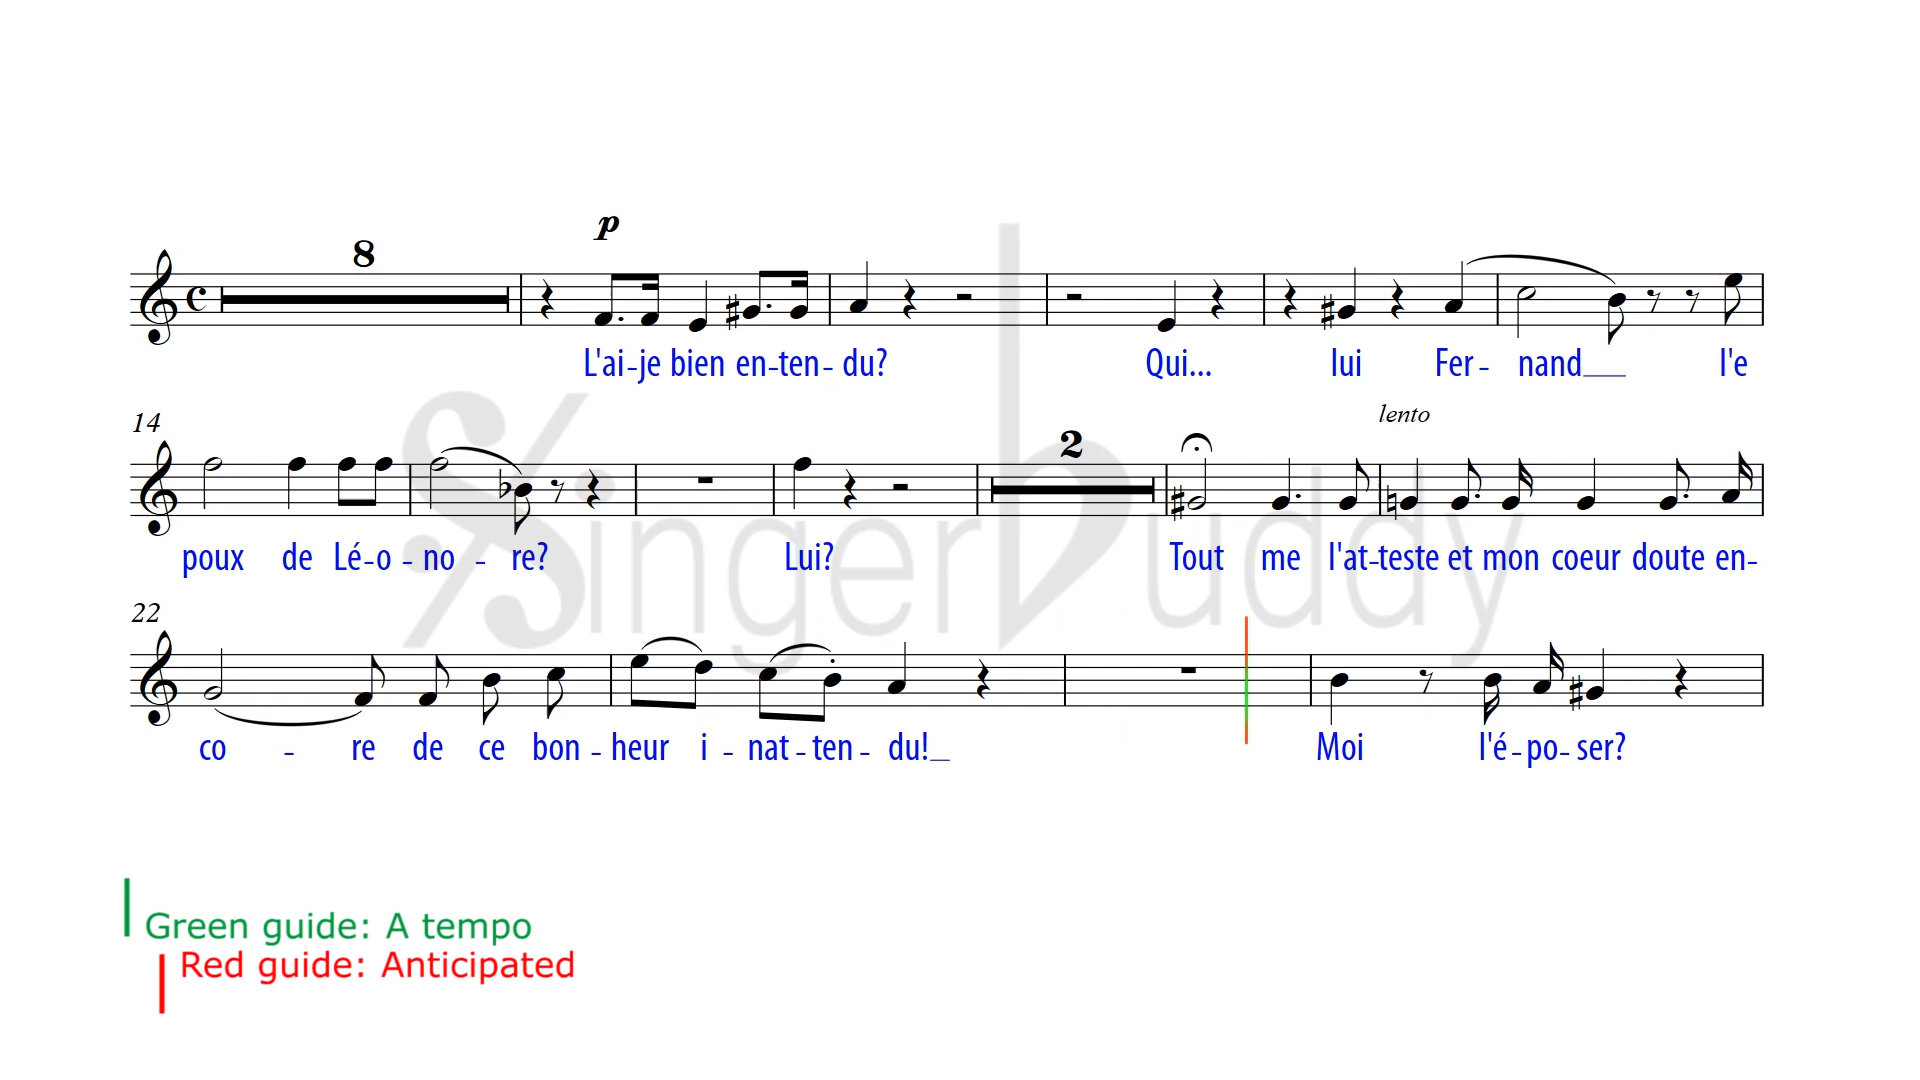 p
8
L'ai-je bien en-ten-du? Qui... lui Fer-nand__ l'e
14
lento
2
poux de Lé-o-no-re? Lui? Tout me l'at-teste et mon coeur doute en-
22
co-re de ce bon-heur i-nat-ten-du!_ Moi l'é-po-ser?
SingerBuddy
Green guide: A tempo
Red guide: Anticipated